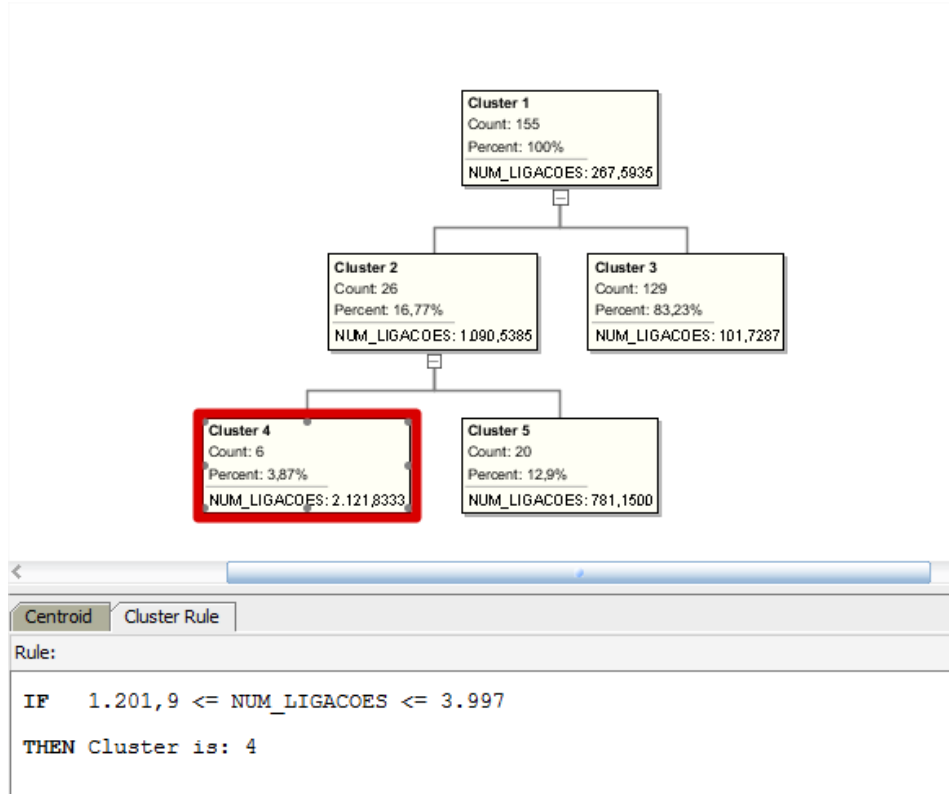 Cluster 1
Count: 155
Percent: 100%
NUM_LIGACOES: 267,5935
Cluster 2
Count: 26
Percent: 16,77%
NUM_LIGACOES: 1.090,5385
Cluster 3
Count: 129
Percent: 83,23%
NUM_LIGACOES: 101,7287
Cluster 4
Count: 6
Percent: 3,87%
NUM_LIGACOES: 2.121,8333
Cluster 5
Count: 20
Percent: 12,9%
NUM_LIGACOES: 781,1500
Centroid
Cluster Rule
Rule:
IF 1.201,9 <= NUM_LIGACOES <= 3.997
THEN Cluster is: 4